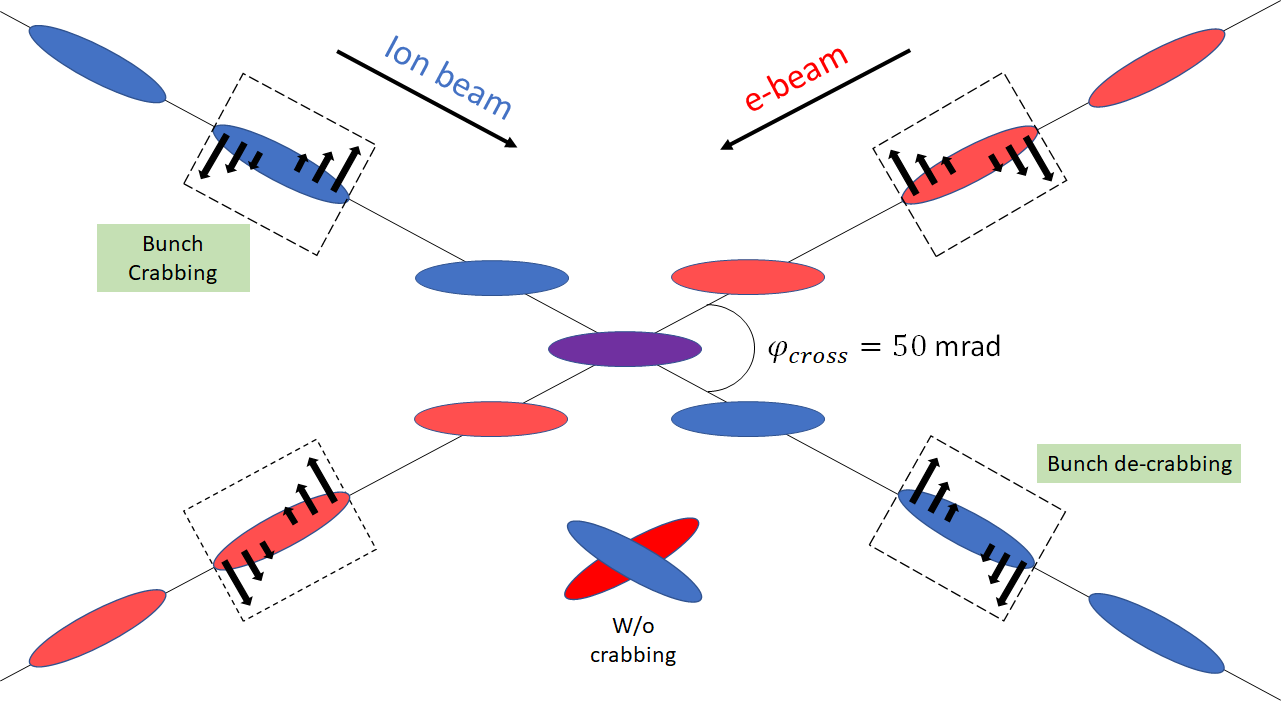 Ion beam
e-beam
Bunch
Crabbing
φcross = 50 mrad
Bunch de-crabbing
W/o
crabbing